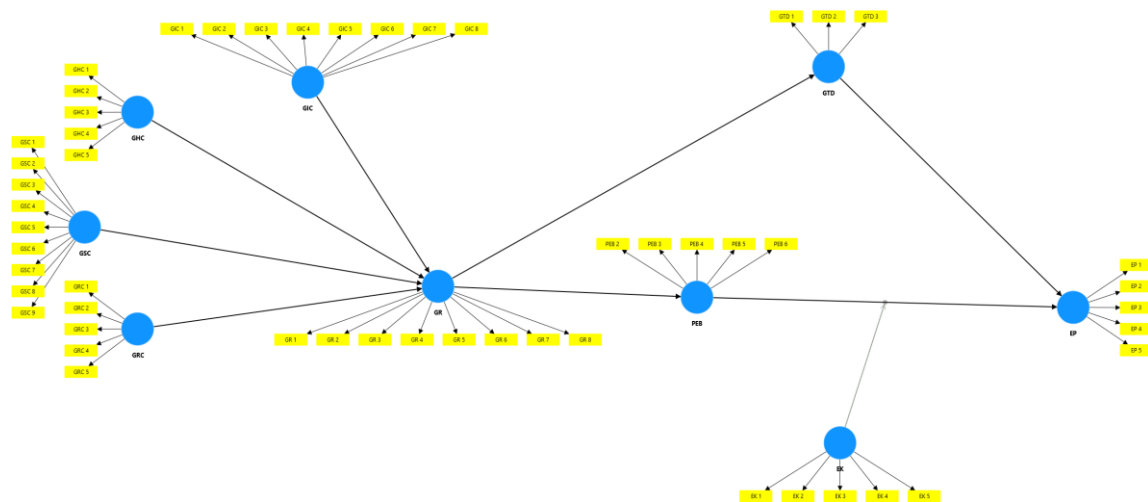 GIC 1 GIC 2 GIC 3 GIC 4 GIC 5 GIC 6 GIC 7 GIC 8
GIC
GTD 1 GTD 2 GTD 3
GTD
GHC 1
GHC 2
GHC 3
GHC 4
GHC 5
GHC
GSC 1
GSC 2
GSC 3
GSC 4
GSC 5
GSC 6
GSC 7
GSC 8
GSC 9
GSC
GRC 1
GRC 2
GRC 3
GRC 4
GRC 5
GRC
GR
GR 1 GR 2 GR 3 GR 4 GR 5 GR 6 GR 7 GR 8
PEB 2 PEB 3 PEB 4 PEB 5 PEB 6
PEB
EP 1
EP 2
EP 3
EP 4
EP 5
EP
EK
EK 1 EK 2 EK 3 EK 4 EK 5